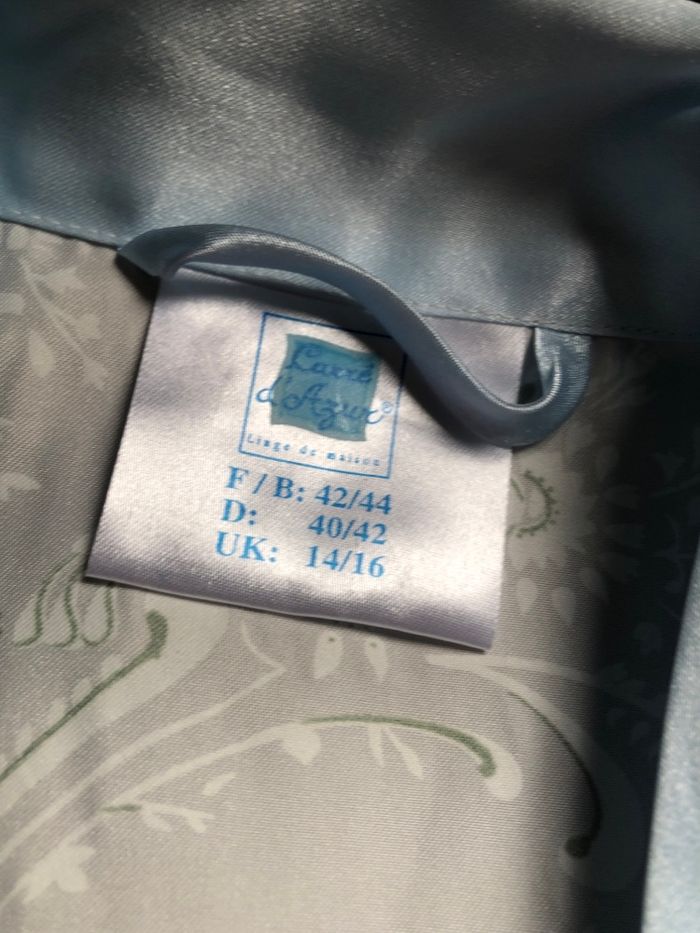 Carré
d'Azur®
Linge de maison
F / B: 42/44
D: 40/42
UK: 14/16